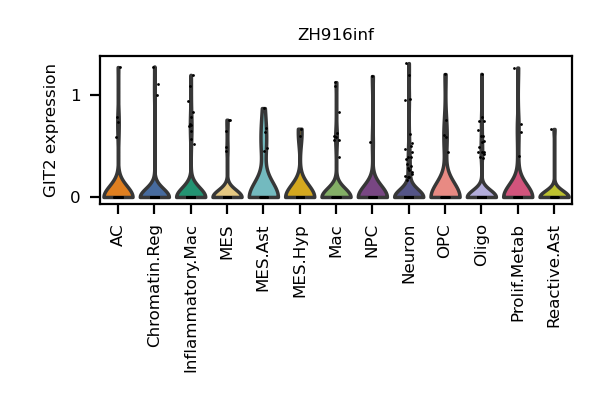 ZH916inf
GIT2 expression
1
0
AC
Chromatin.Reg
Inflammatory.Mac
MES
MES.Ast
MES.Hyp
Mac
NPC
Neuron
OPC
Oligo
Prolif.Metab
Reactive.Ast